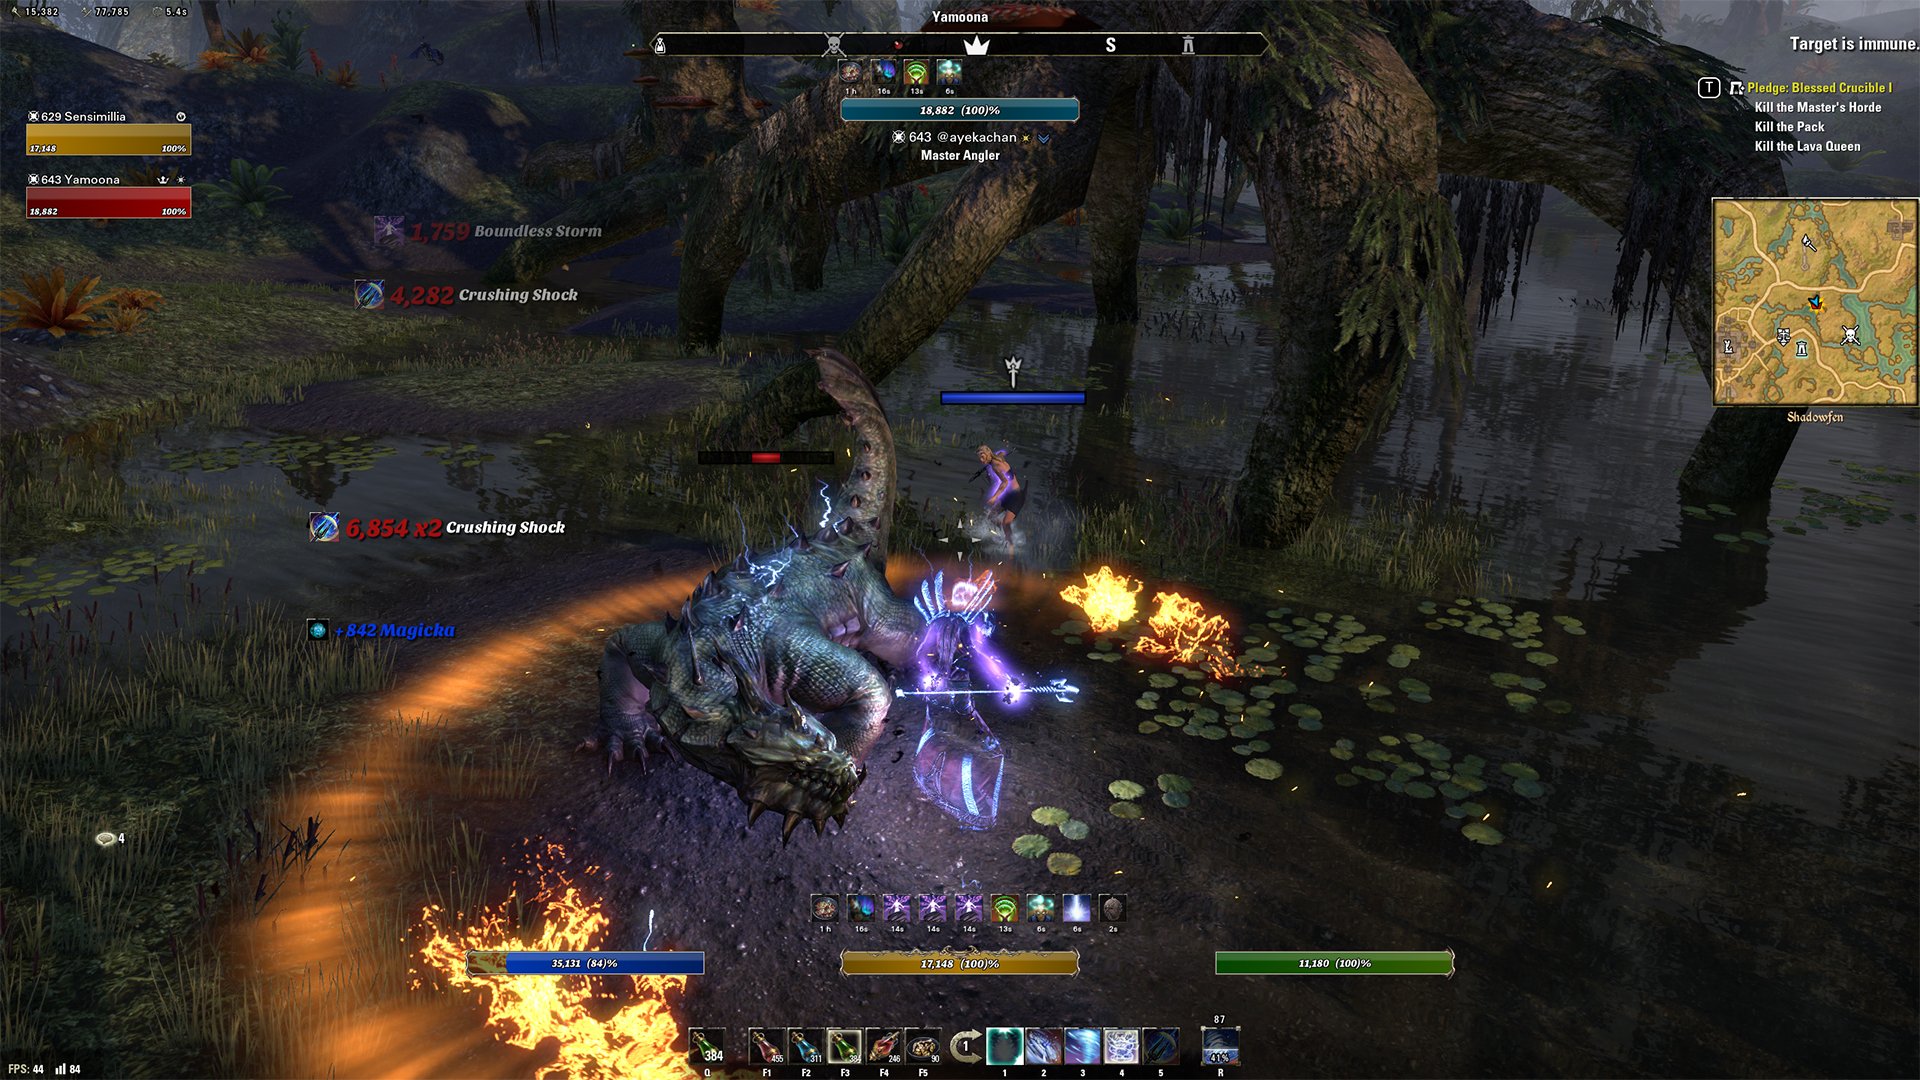 15,382 77,785 5.4s
Yamoona
S
Target is immune.
1 h 16s 13s 6s
18,882 (100)%
643 @ayekachan
Master Angler
T Pledge: Blessed Crucible I
Kill the Master's Horde
Kill the Pack
Kill the Lava Queen
629 Sensimillia
17,148 100%
643 Yamoona
18,882 100%
1,759 Boundless Storm
4,282 Crushing Shock
6,854 x2 Crushing Shock
+842 Magicka
Shadowfen
4
1 h 16s 14s 14s 14s 13s 6s 6s 2s
35,131 (84)%
17,148 (100)%
11,180 (100)%
87
384 455 311 384 246 90 1 41%
Q F1 F2 F3 F4 F5 1 2 3 4 5 R
FPS: 44 84